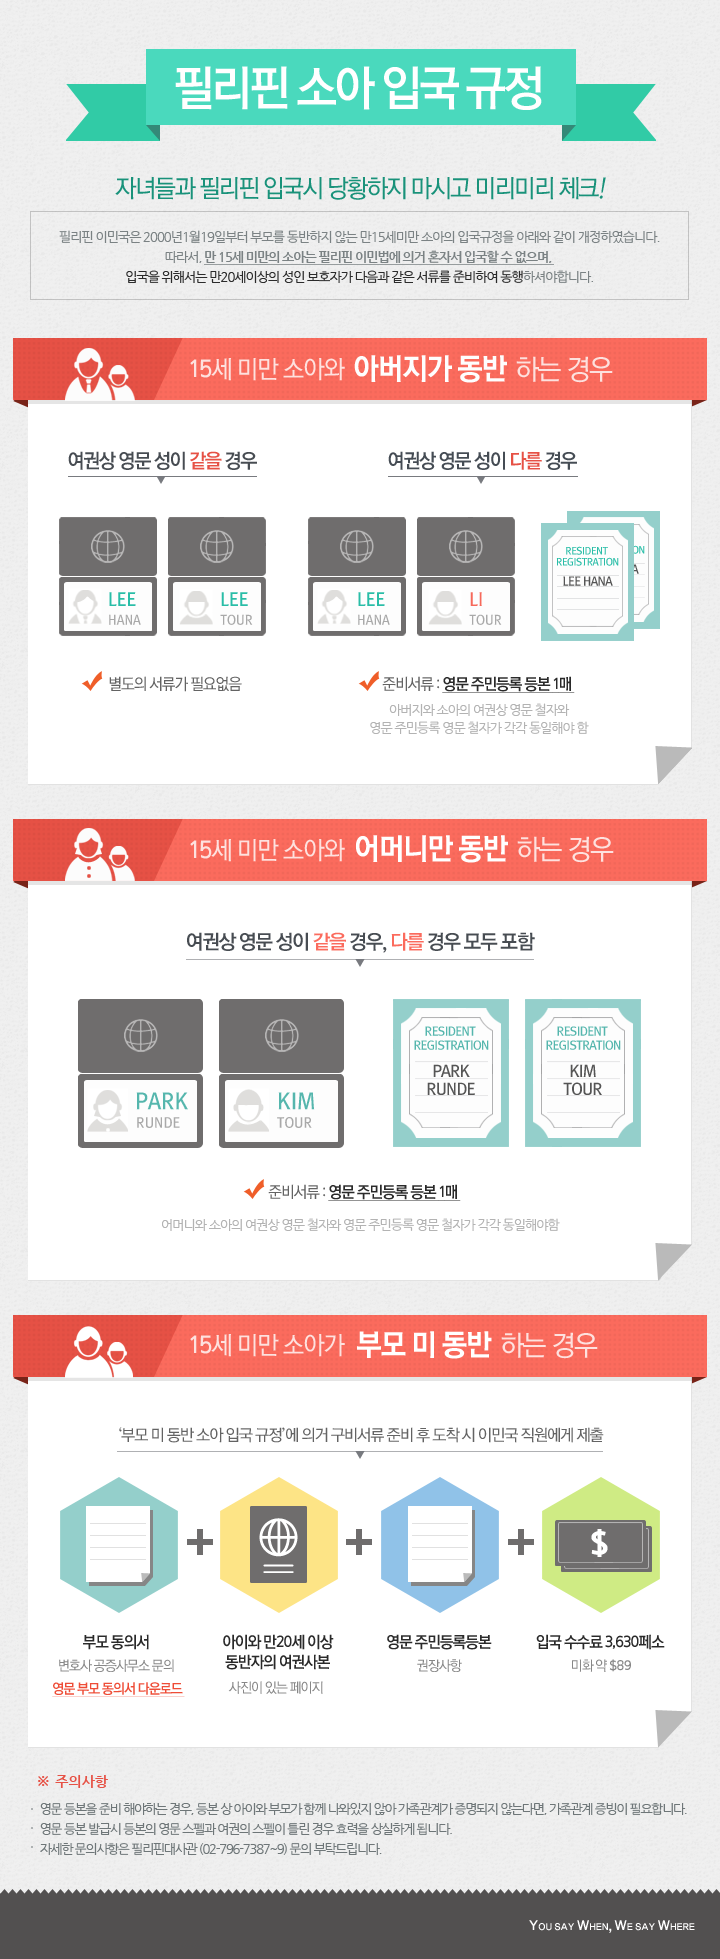 필리핀 소아 입국 규정
자녀들과 필리핀 입국시 당황하지 마시고 미리미리 체크!
필리핀 이민국은 2000년1월19일부터 부모를 동반하지 않는 만15세미만 소아의 입국규정을 아래와 같이 개정하였습니다.
따라서, 만 15세 미만의 소아는 필리핀 이민법에 의거 혼자서 입국할 수 없으며,
입국을 위해서는 만20세이상의 성인 보호자가 다음과 같은 서류를 준비하여 동행하셔야합니다.
15세 미만 소아와 아버지가 동반 하는 경우
여권상 영문 성이 같을 경우
여권상 영문 성이 다를 경우
LEE
HANA
LEE
TOUR
LEE
HANA
LI
TOUR
RESIDENT
REGISTRATION
LEE HANA
ON
A
별도의 서류가 필요없음
준비서류 : 영문 주민등록 등본 1매
아버지와 소아의 여권상 영문 철자와
영문 주민등록 영문 철자가 각각 동일해야 함
15세 미만 소아와 어머니만 동반 하는 경우
여권상 영문 성이 같을 경우, 다를 경우 모두 포함
PARK
RUNDE
KIM
TOUR
RESIDENT
REGISTRATION
PARK
RUNDE
RESIDENT
REGISTRATION
KIM
TOUR
준비서류 : 영문 주민등록 등본 1매
어머니와 소아의 여권상 영문 철자와 영문 주민등록 영문 철자가 각각 동일해야함
15세 미만 소아가 부모 미 동반 하는 경우
‘부모 미 동반 소아 입국 규정’에 의거 구비서류 준비 후 도착 시 이민국 직원에게 제출
$
부모 동의서
변호사 공증사무소 문의
영문 부모 동의서 다운로드
아이와 만20세 이상
동반자의 여권사본
사진이 있는 페이지
영문 주민등록등본
권장사항
입국 수수료 3,630페소
미화 약 $89
※ 주의사항
· 영문 등본을 준비 해야하는 경우, 등본 상 아이와 부모가 함께 나와있지 않아 가족관계가 증명되지 않는다면, 가족관계 증빙이 필요합니다.
· 영문 등본 발급시 등본의 영문 스펠과 여권의 스펠이 틀린 경우 효력을 상실하게 됩니다.
· 자세한 문의사항은 필리핀대사관 (02-796-7387~9) 문의 부탁드립니다.
YOU SAY WHEN, WE SAY WHERE